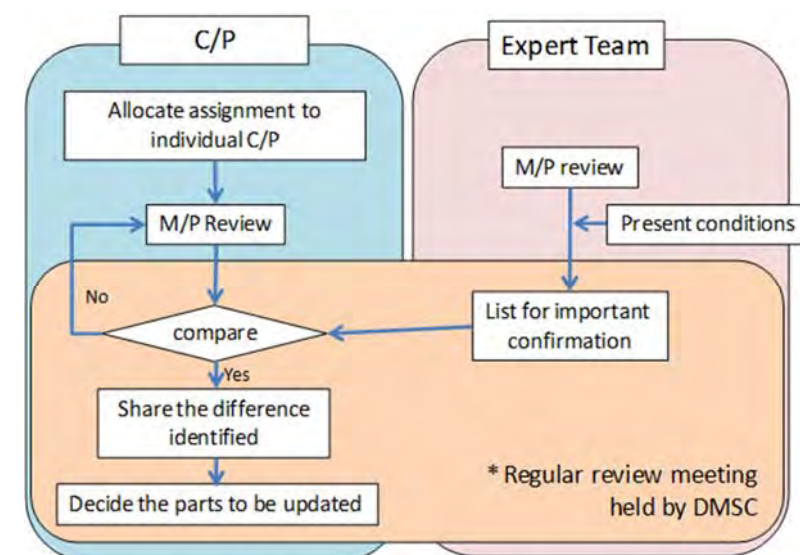 C/P
Expert Team
Allocate assignment to
individual C/P
M/P review
M/P Review
Present conditions
No
List for important
confirmation
compare
Yes
Share the difference
identified
* Regular review meeting
held by DMSC
Decide the parts to be updated